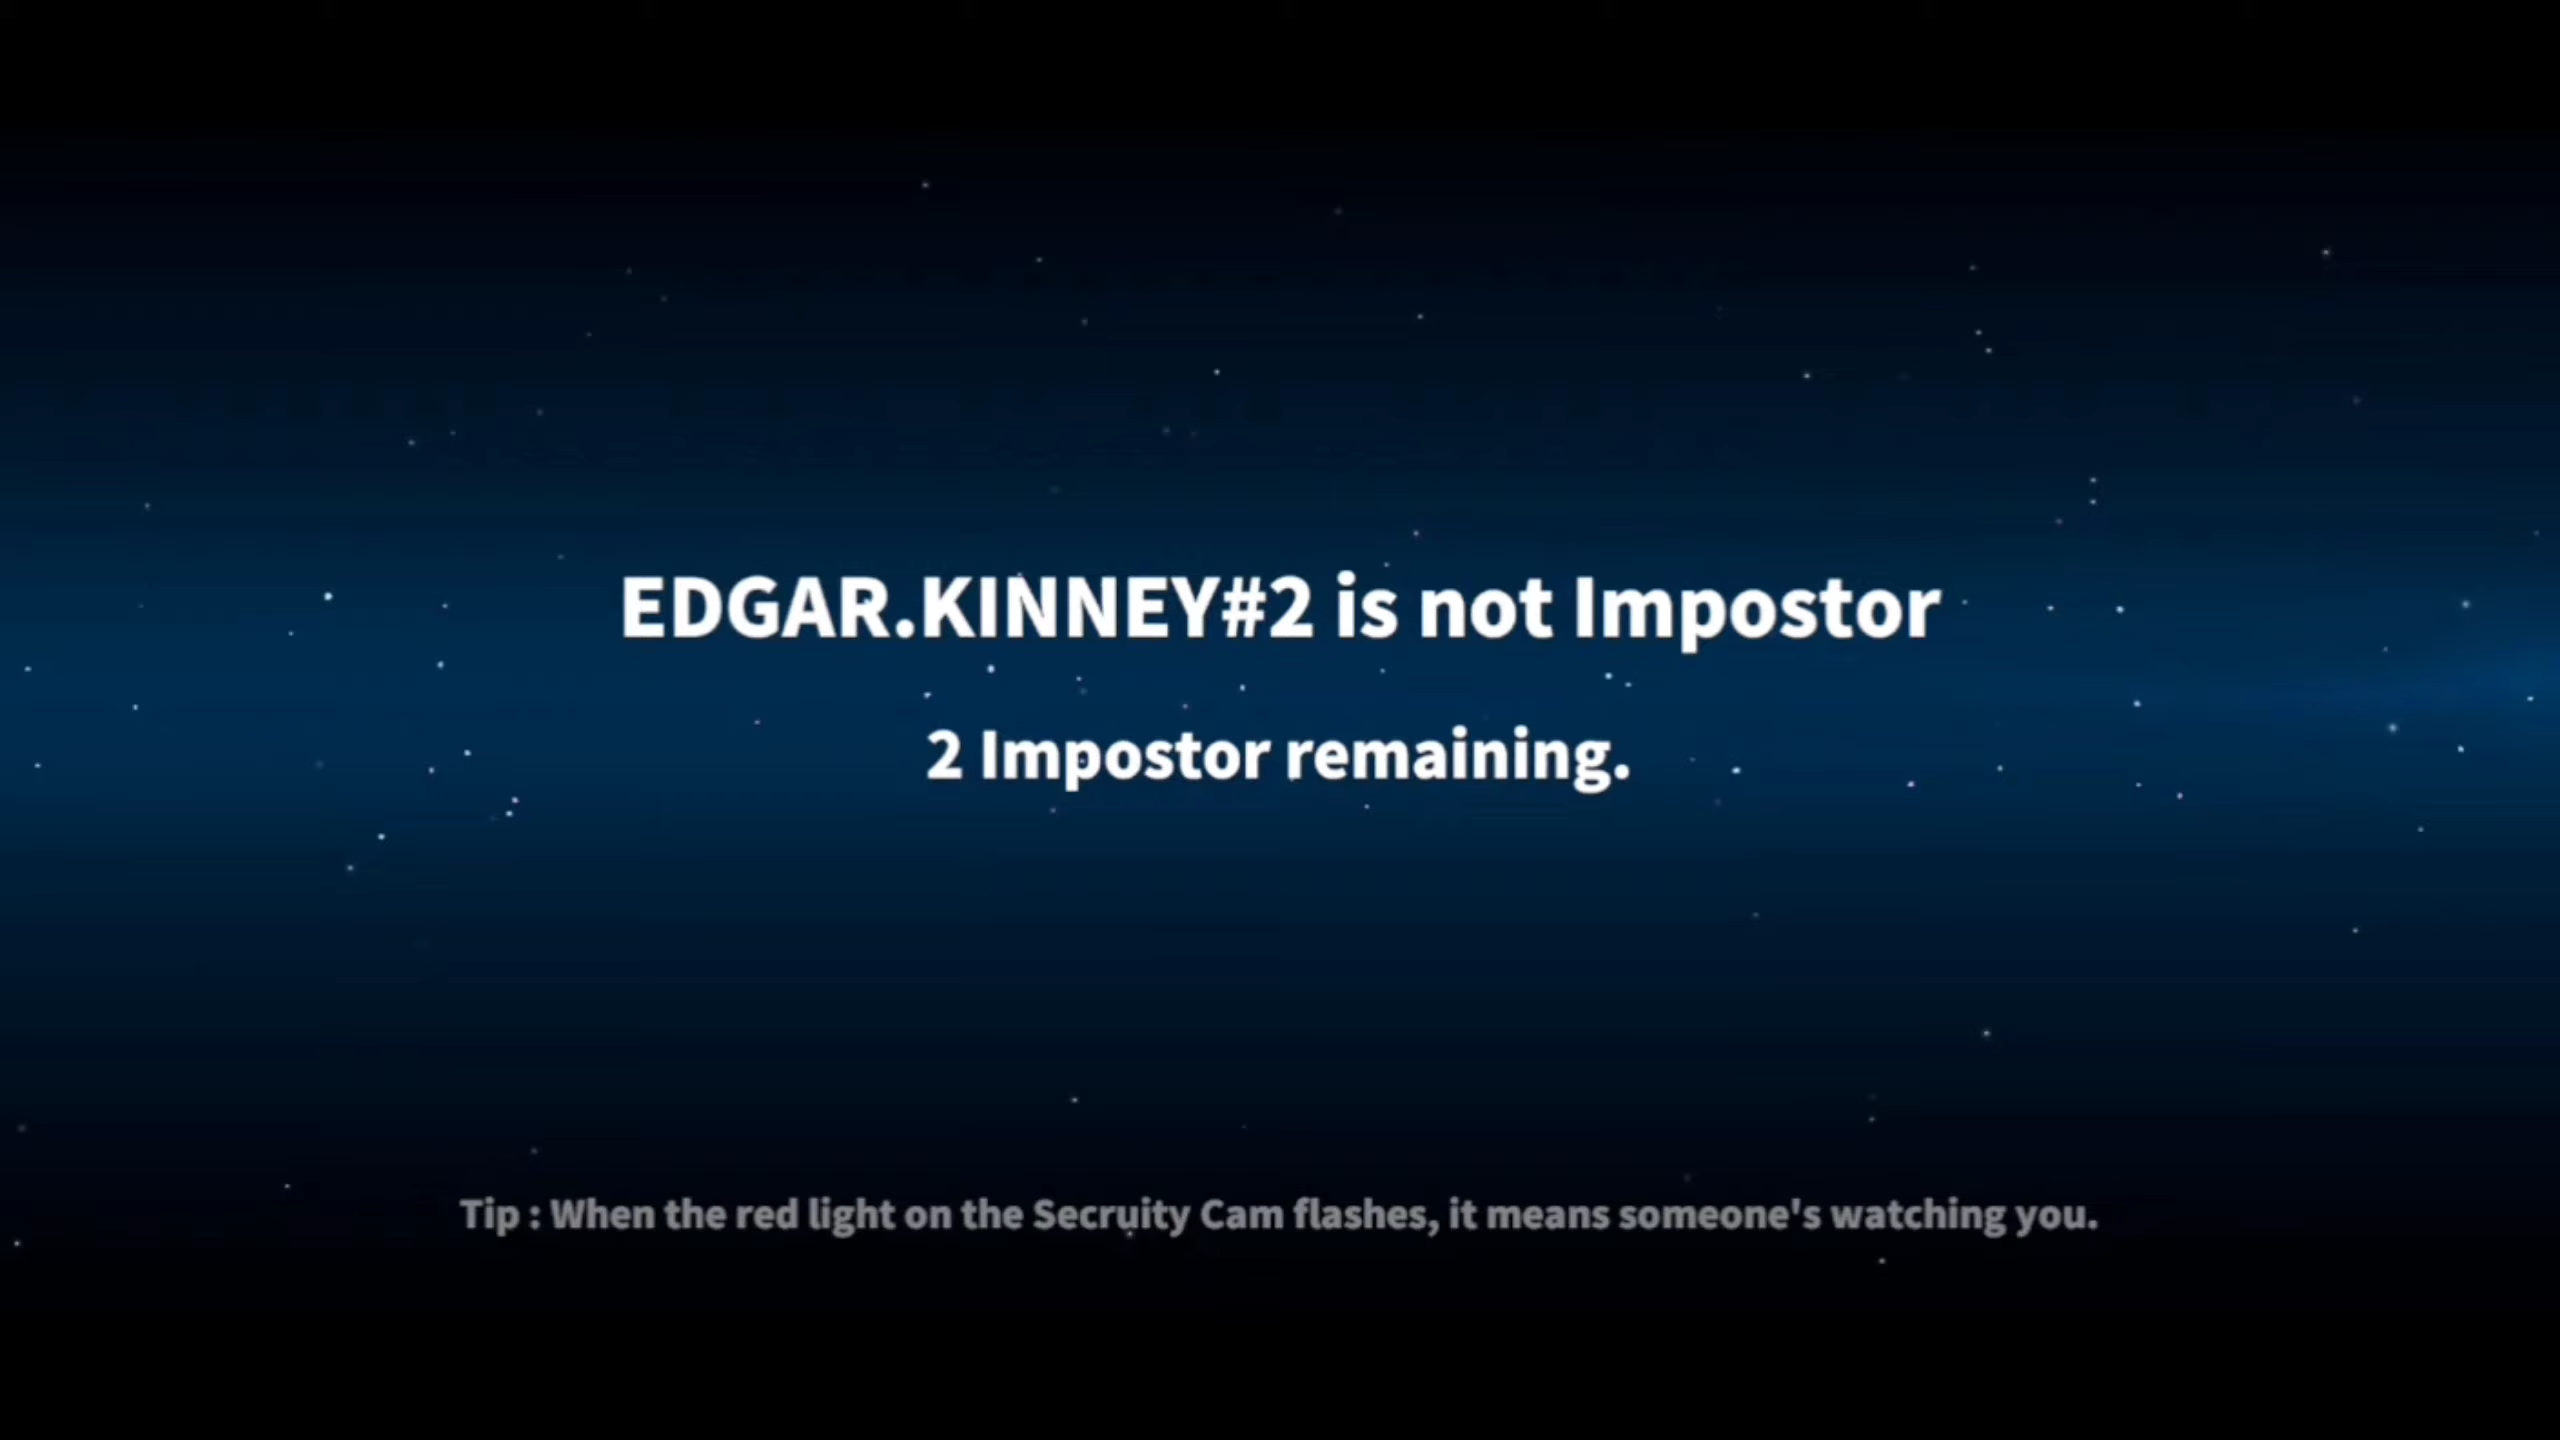 EDGAR.KINNEY#2 is not Impostor
2 Impostor remaining.
Tip : When the red light on the Secruity Cam flashes, it means someone's watching you.